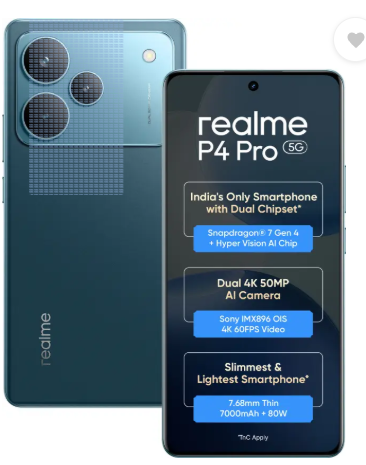 realme
realme
P4 Pro 5G
India's Only Smartphone
with Dual Chipset*
Snapdragon® 7 Gen 4
+ Hyper Vision AI Chip
Dual 4K 50MP
AI Camera
Sony IMX896 OIS
4K 60FPS Video
Slimmest &
Lightest Smartphone*
7.68mm Thin
7000mAh + 80W
*TnC Apply